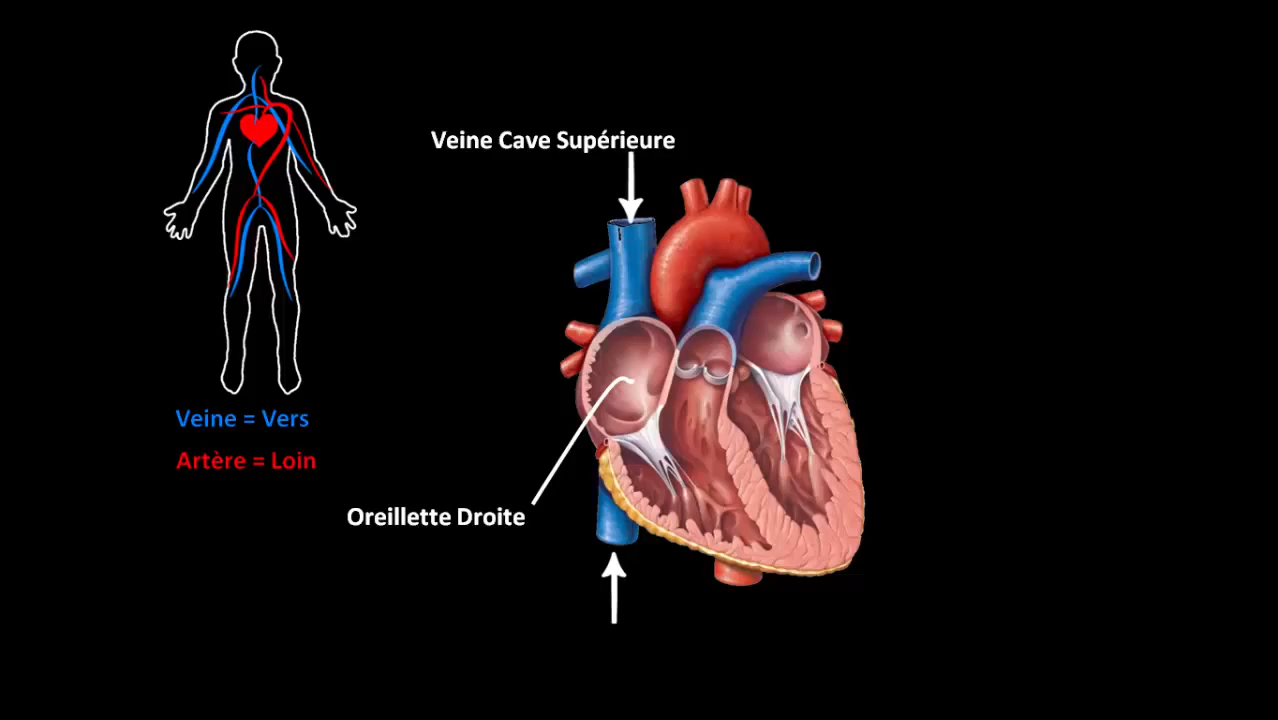 Veine Cave Supérieure
Veine = Vers
Artère = Loin
Oreillette Droite